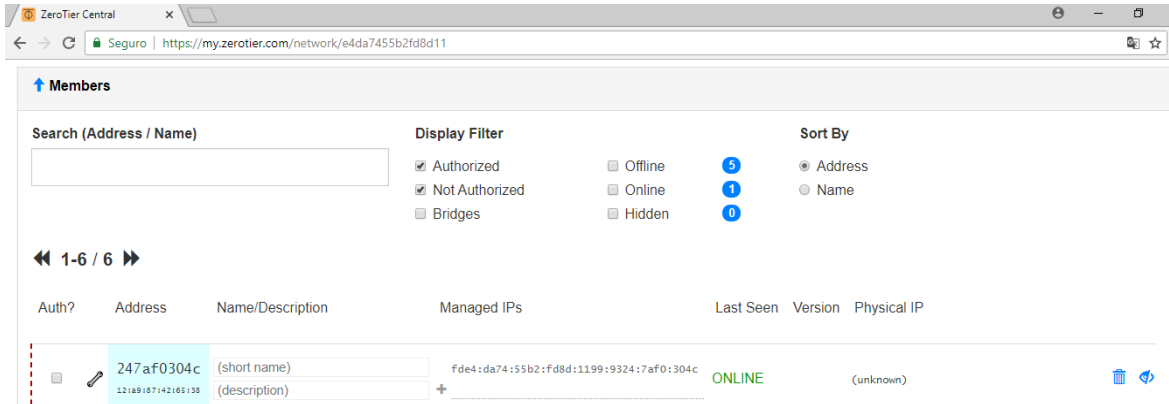 ZeroTier Central
Seguro | https://my.zerotier.com/network/e4da7455b2fd8d11
Members
Search (Address / Name)
Display Filter
Sort By
Authorized
Offline
5
Address
Not Authorized
Online
1
Name
Bridges
Hidden
0
1-6 / 6
Auth?
Address
Name/Description
Managed IPs
Last Seen
Version
Physical IP
247af0304c
(short name)
fde4:da74:55b2:fd8d:1199:9324:7af0:304c
ONLINE
(unknown)
12:a9:87:42:65:38
(description)